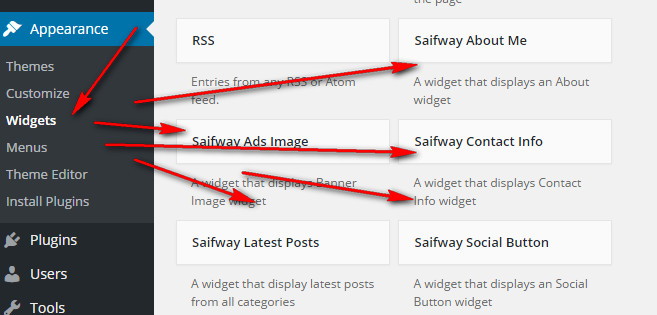 the page
Appearance
Themes
Customize
Widgets
Menus
Theme Editor
Install Plugins
Plugins
Users
Tools
RSS
Entries from any RSS or Atom
feed.
Saifway About Me
A widget that displays an About
widget
Saifway Ads Image
A widget that displays Banner
Image widget
Saifway Contact Info
A widget that displays Contact
Info widget
Saifway Latest Posts
A widget that display latest posts
from all categories
Saifway Social Button
A widget that displays an Social
Button widget